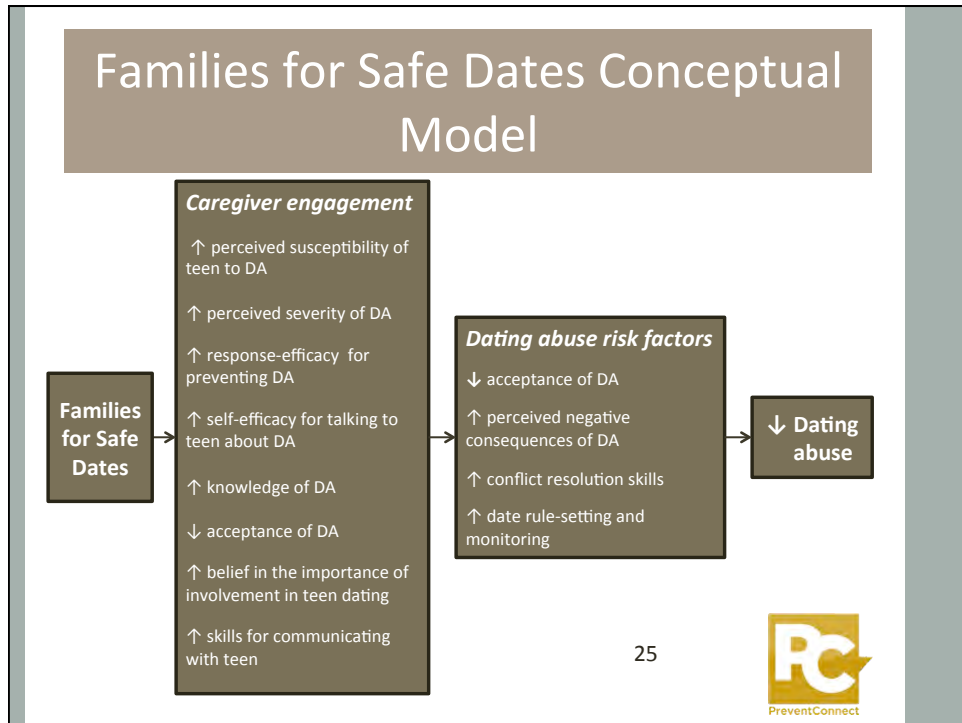 Families for Safe Dates Conceptual
Model
Families
for Safe
Dates
Caregiver engagement
↑ perceived susceptibility of
teen to DA
↑ perceived severity of DA
↑ response-efficacy for
preventing DA
↑ self-efficacy for talking to
teen about DA
↑ knowledge of DA
↓ acceptance of DA
↑ belief in the importance of
involvement in teen dating
↑ skills for communicating
with teen
Dating abuse risk factors
↓ acceptance of DA
↑ perceived negative
consequences of DA
↑ conflict resolution skills
↑ date rule-setting and
monitoring
↓ Dating
abuse
25
PC
PreventConnect